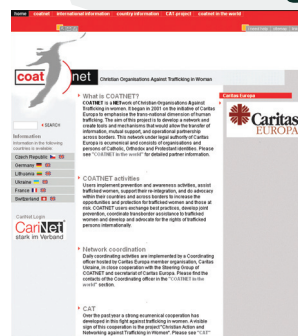 home coatnet international information country information CAT project coatnet in the world
coat net Christian Organisations Against Trafficking in Women
What is COATNET?
COATNET is a NETwork of Christian Organisations Against
Trafficking in women. It began in 2001 on the initiative of Caritas
Europa to emphasize the trans-national dimension of human
trafficking. The aim of this project is to develop a network and
create tools and mechanisms that would allow the transfer of
information, mutual support, and operational partnership
across borders. This network under legal authority of Caritas
Europa is ecumenical and consists of organisations and
persons of Catholic, Orthodox and Protestant identities. Please
see "COATNET in the world" for detailed partner information.
Caritas Europa
Caritas
EUROPA
SEARCH
Information
Information in the following
countries is available:
Czech Republic
Germany
Lithuania
Ukraine
France
Switzerland
CariNet Login
CariNet
stark im Verband
COATNET activities
Users implement prevention and awareness activities, assist
trafficked women, support their re-integration, and do advocacy
within their countries and across borders to increase the
opportunities and protection for trafficked women and those at
risk. COATNET users exchange best practices, develop joint
prevention, coordinate transborder assistance to trafficked
women and develop and advocate for the rights of trafficked
persons internationally.
Network coordination
Daily coordinating activities are implemented by a Coordinating
officer hosted by Caritas Europa member organisation, Caritas
Ukraine, in close cooperation with the Steering Group of
COATNET and secretariat of Caritas Europa. Please find the
contacts of the Coordinating officer in the "COATNET in the
world" section.
CAT
Over the past year a strong ecumenical cooperation has
developed in this fight against trafficking in women. A visible
sign of this cooperation is the project "Christian Action and
Networking against Trafficking in Women". Please see "CAT"